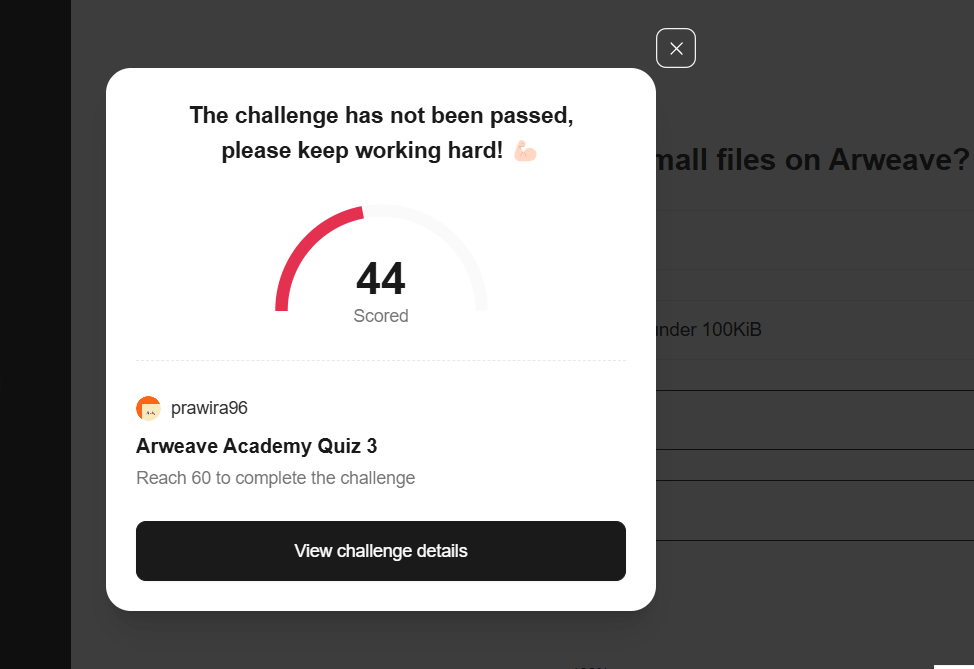 The challenge has not been passed,
please keep working hard! 💪🏻
mall files on Arweave?
44
Scored
under 100KiB
prawira96
Arweave Academy Quiz 3
Reach 60 to complete the challenge
View challenge details